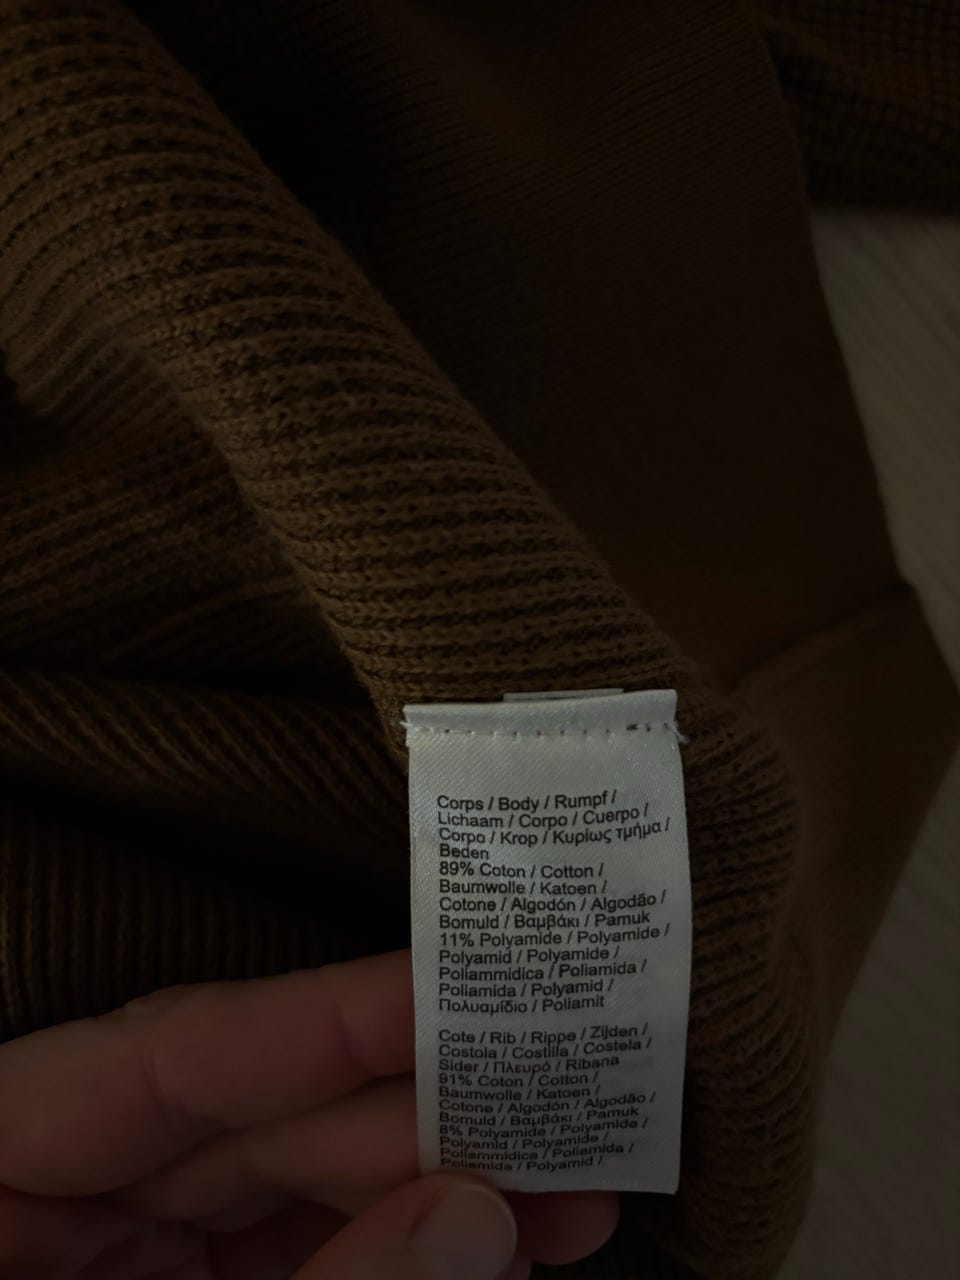 Corps / Body / Rumpf /
Lichaam / Corpo / Cuerpo /
Corpo / Krop / Κυρίως τμήμα /
Beden
89% Coton / Cotton /
Baumwolle / Katoen /
Cotone / Algodón / Algodão /
Bomuld / Βαμβάκι / Pamuk
11% Polyamide / Polyamide /
Polyamid / Polyamide /
Poliammidica / Poliamida /
Poliamida / Polyamid /
Πολυαμίδιο / Poliamit
Cote / Rib / Rippe / Zijden /
Costola / Costilla / Costela /
Sider / Πλευρό / Ribana
91% Coton / Cotton /
Baumwolle / Katoen /
Cotone / Algodón / Algodão /
Bomuld / Βαμβάκι / Pamuk
8% Polyamide / Polyamide /
Polyamid / Polyamide /
Poliammidica / Poliamida /
Poliamida / Polyamid /